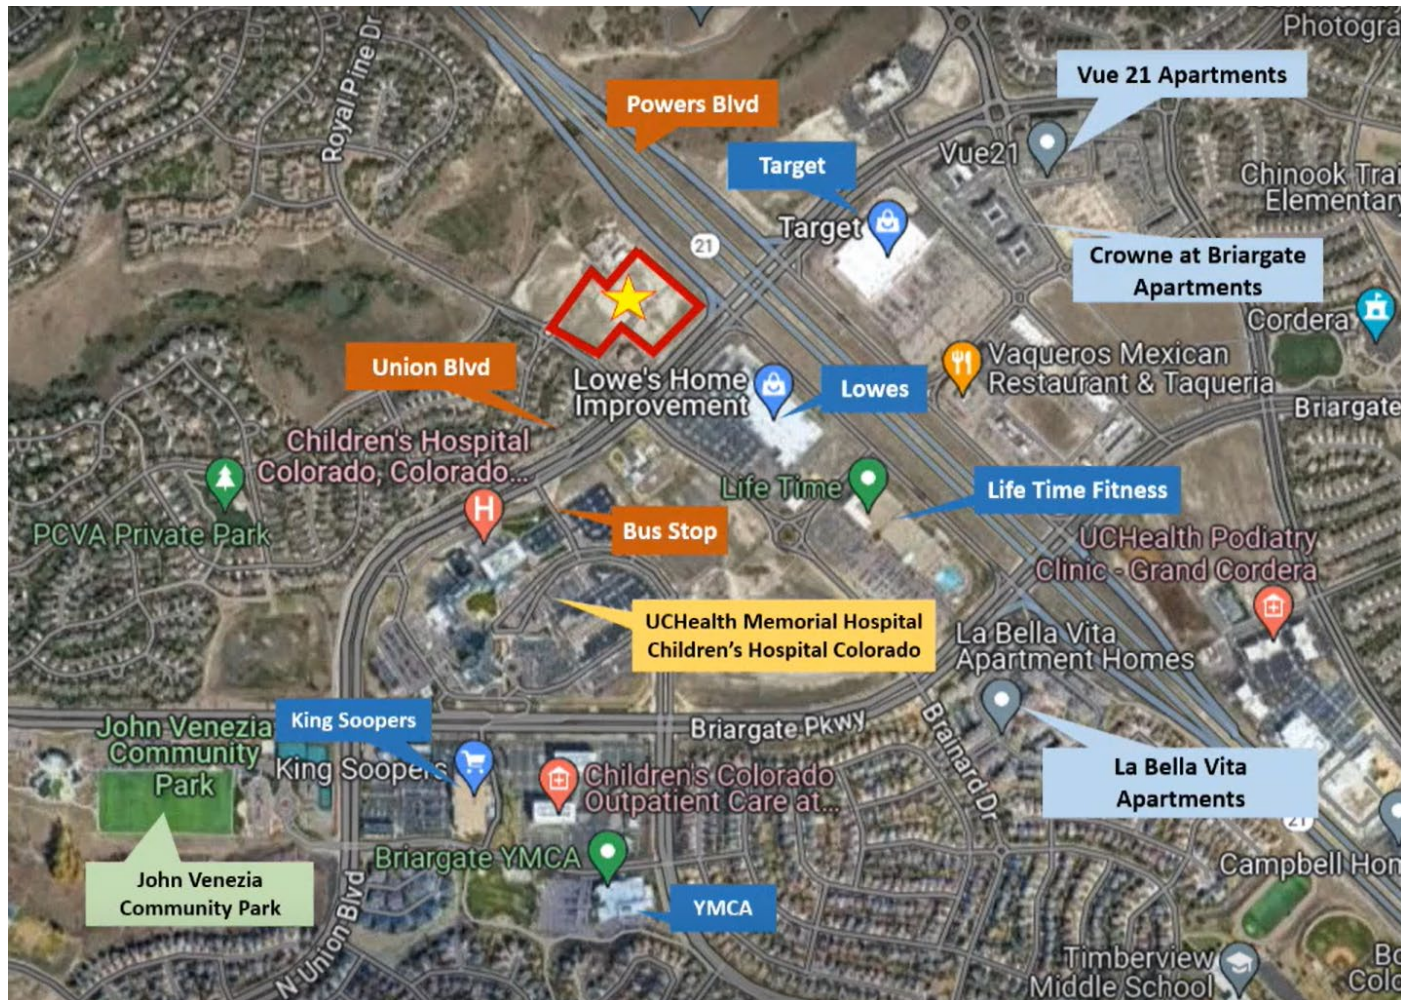 Photogra
Vue 21 Apartments
Royal Pine Dr
Powers Blvd
Target
Vue21
Chinook Trai
Elementary
Target
21
Crowne at Briargate
Apartments
Cordera
Union Blvd
Lowe's Home
Improvement
Lowes
Vaqueros Mexican
Restaurant & Taqueria
Briargate
Children's Hospital
Colorado, Colorado...
H
Life Time
Life Time Fitness
PCVA Private Park
Bus Stop
UCHealth Podiatry
Clinic - Grand Cordera
UCHealth Memorial Hospital
Children's Hospital Colorado
La Bella Vita
Apartment Homes
King Soopers
Briargate Pkwy
Brainard Dr
John Venezia
Community
Park
King Soopers
Children's Colorado
Outpatient Care at...
La Bella Vita
Apartments
21
Briargate YMCA
Campbell Hom
John Venezia
Community Park
YMCA
N Union Blvd
Timberview
Middle School
Bo
Colo